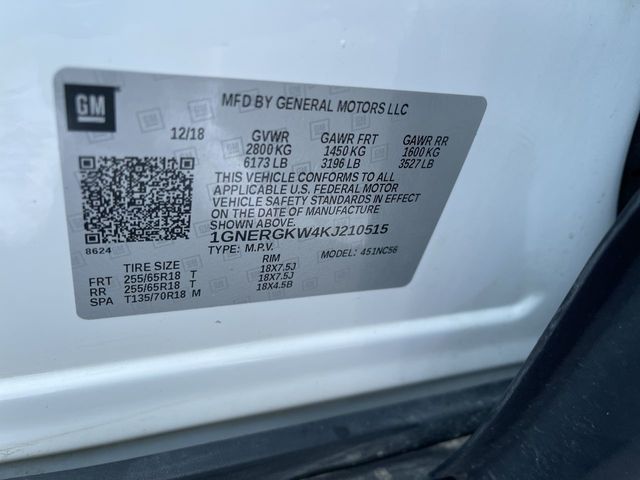 GM
MFD BY GENERAL MOTORS LLC
12/18 GVWR GAWR FRT GAWR RR
2800 KG 1450 KG 1600 KG
6173 LB 3196 LB 3527 LB
THIS VEHICLE CONFORMS TO ALL
APPLICABLE U.S. FEDERAL MOTOR
VEHICLE SAFETY STANDARDS IN EFFECT
ON THE DATE OF MANUFACTURE
SHOWN ABOVE.
8624
1GNERGKW4KJ210515
TYPE: M.P.V. MODEL: 451NC56
TIRE SIZE RIM
FRT 255/65R18 T 18X7.5J
RR 255/65R18 T 18X7.5J
SPA T135/70R18 M 18X4.5B